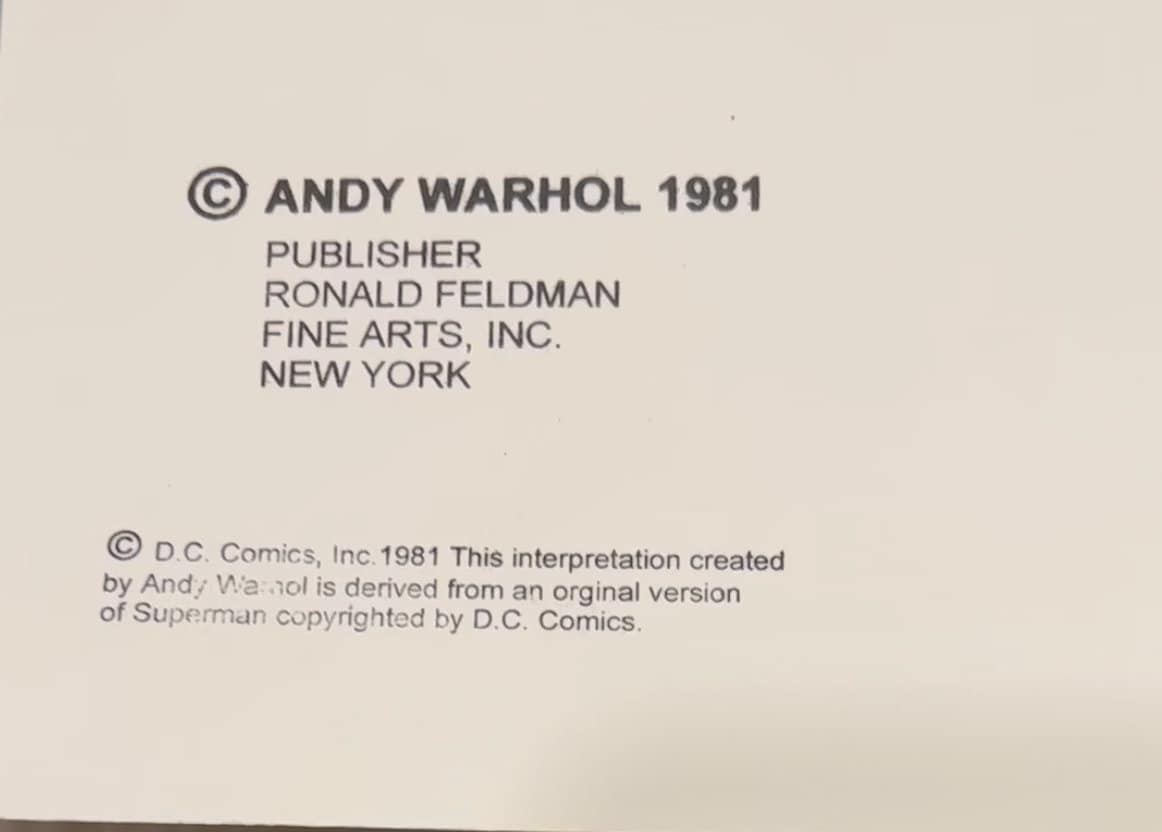 © ANDY WARHOL 1981
PUBLISHER
RONALD FELDMAN
FINE ARTS, INC.
NEW YORK
© D.C. Comics, Inc. 1981 This interpretation created
by Andy Warhol is derived from an orginal version
of Superman copyrighted by D.C. Comics.